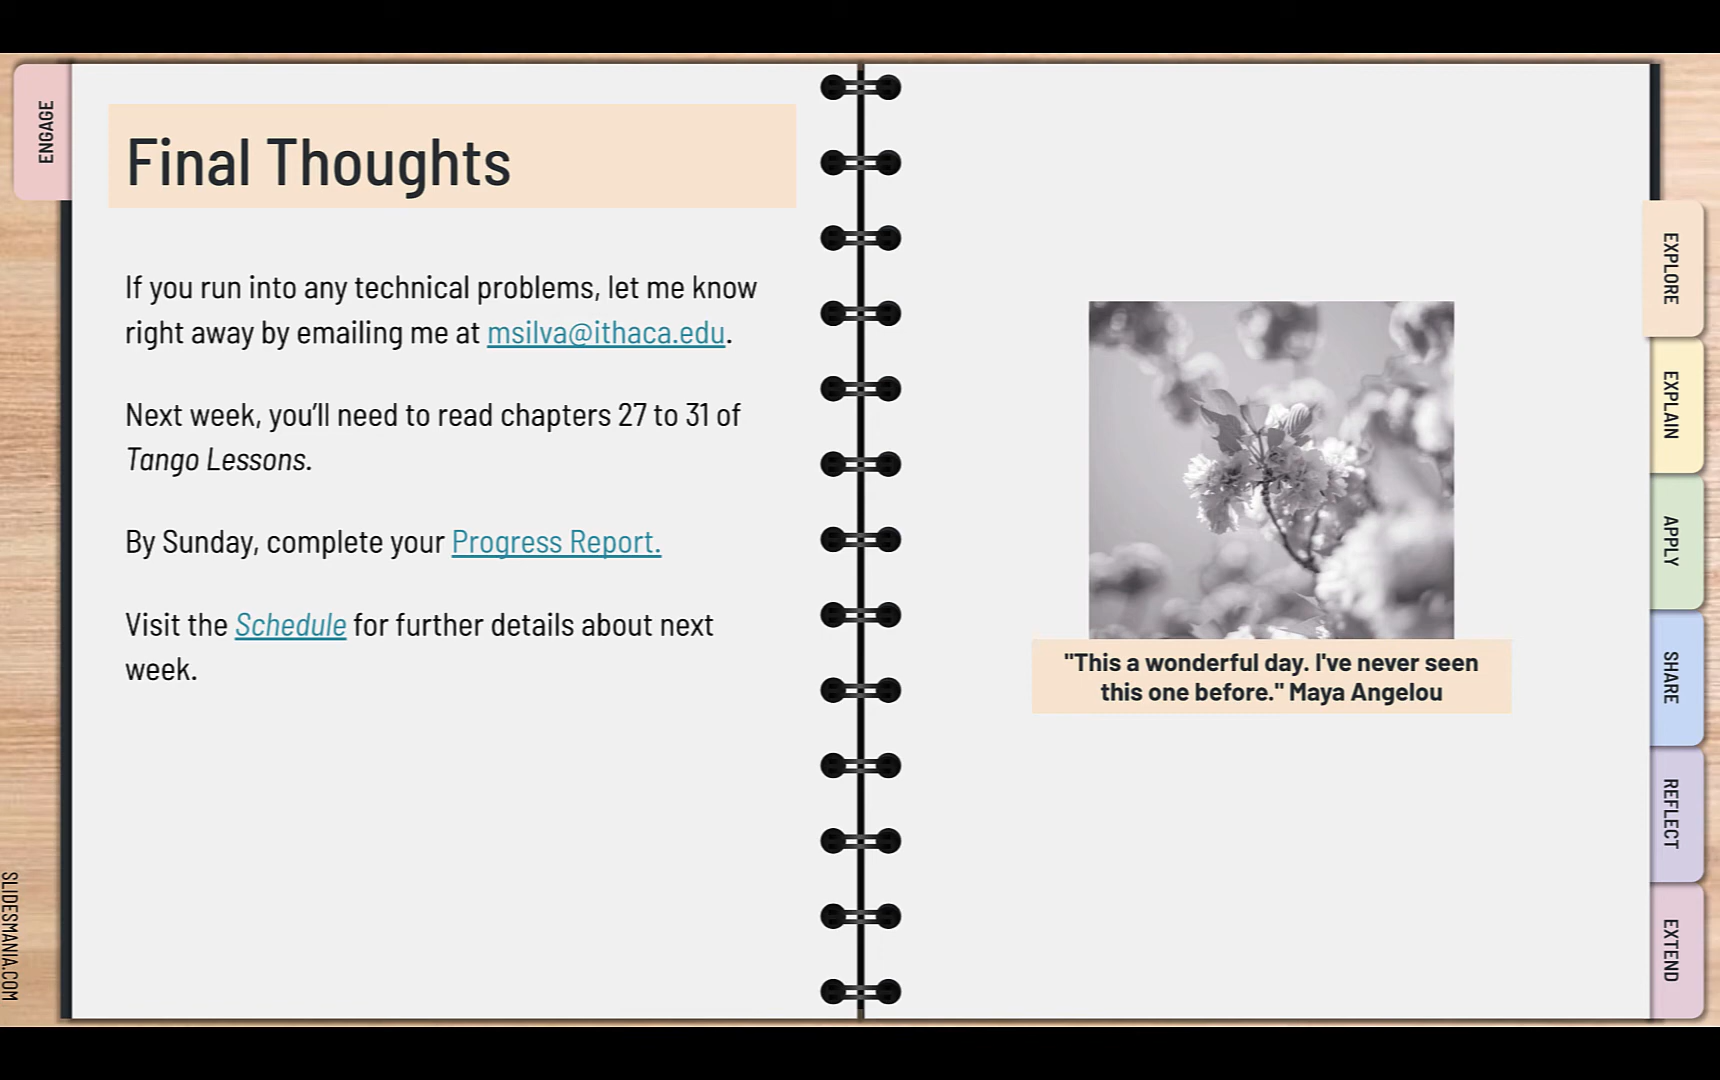 ENGAGE
Final Thoughts
If you run into any technical problems, let me know
right away by emailing me at msilva@ithaca.edu.
Next week, you'll need to read chapters 27 to 31 of
Tango Lessons.
By Sunday, complete your Progress Report.
Visit the Schedule for further details about next
week.
"This a wonderful day. I've never seen
this one before." Maya Angelou
EXPLORE
EXPLAIN
APPLY
SHARE
REFLECT
EXTEND
SLIDESMANIA.COM